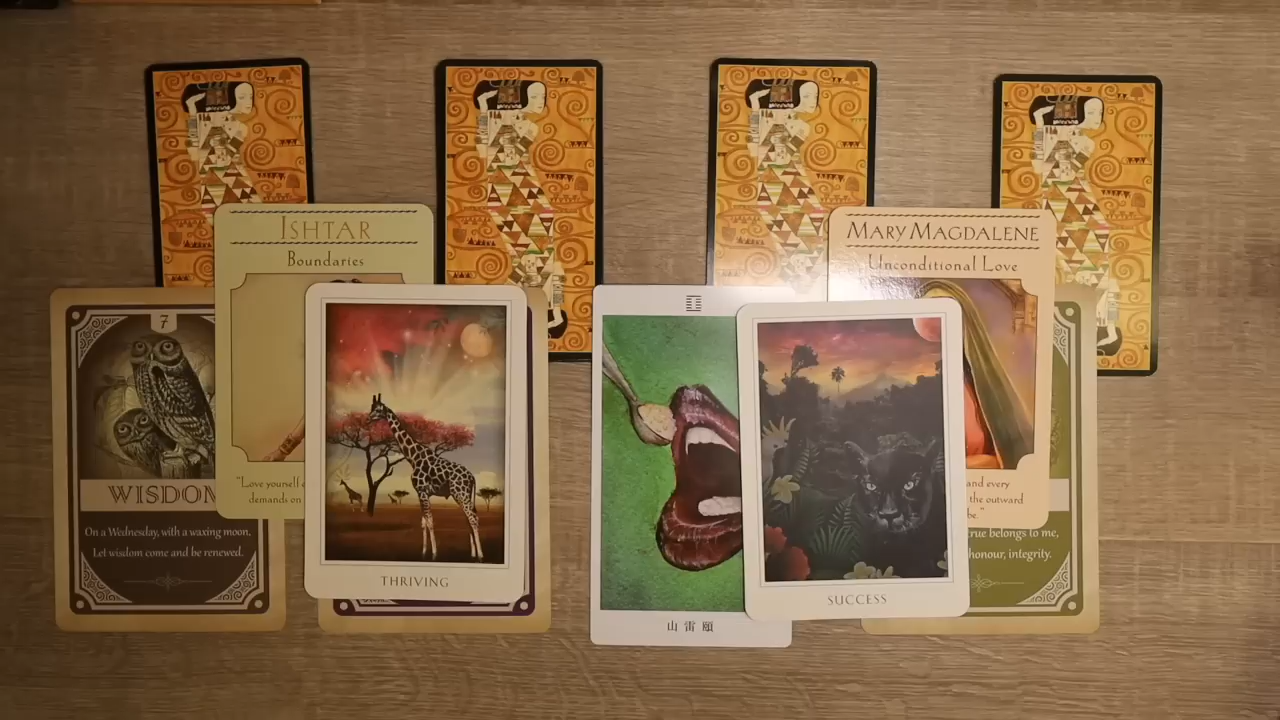 ISHTAR
Boundaries
"Love yourself
demands on
7
WISDOM
On a Wednesday, with a waxing moon,
Let wisdom come and be renewed.
THRIVING
山雷頤
SUCCESS
MARY MAGDALENE
Unconditional Love
and every
the outward
be."
true belongs to me,
honour, integrity.